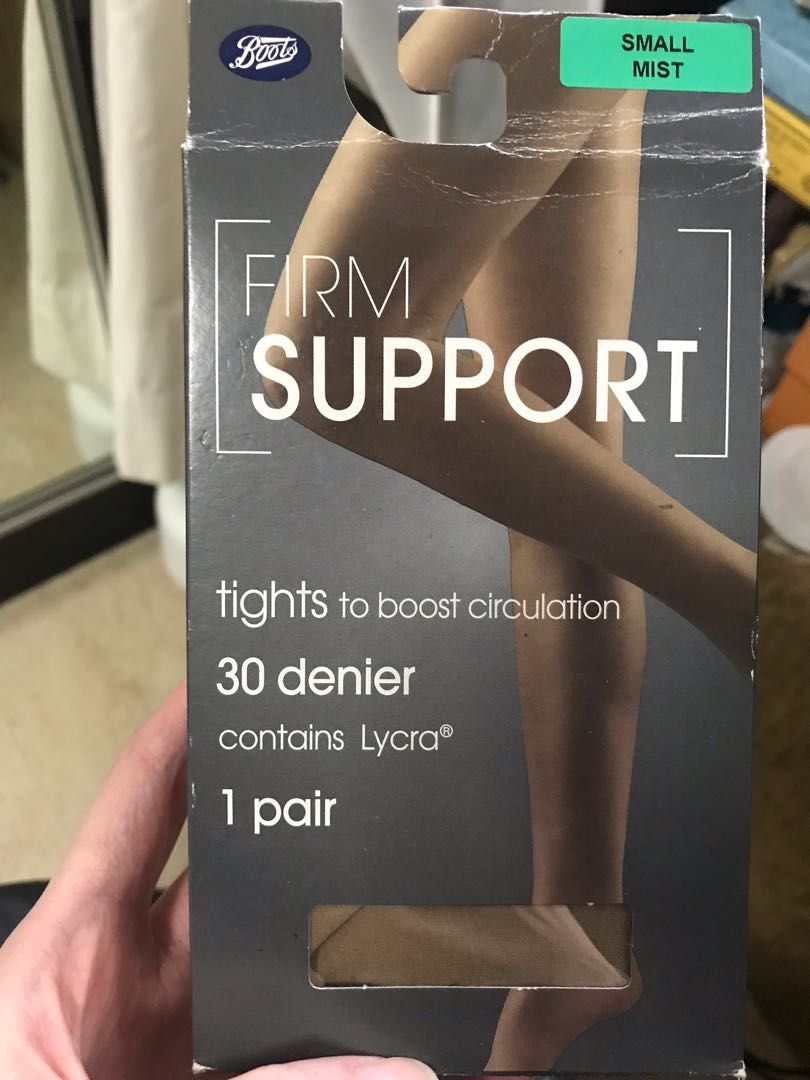 Boots
SMALL
MIST
FIRM
SUPPORT
tights to boost circulation
30 denier
contains Lycra®
1 pair